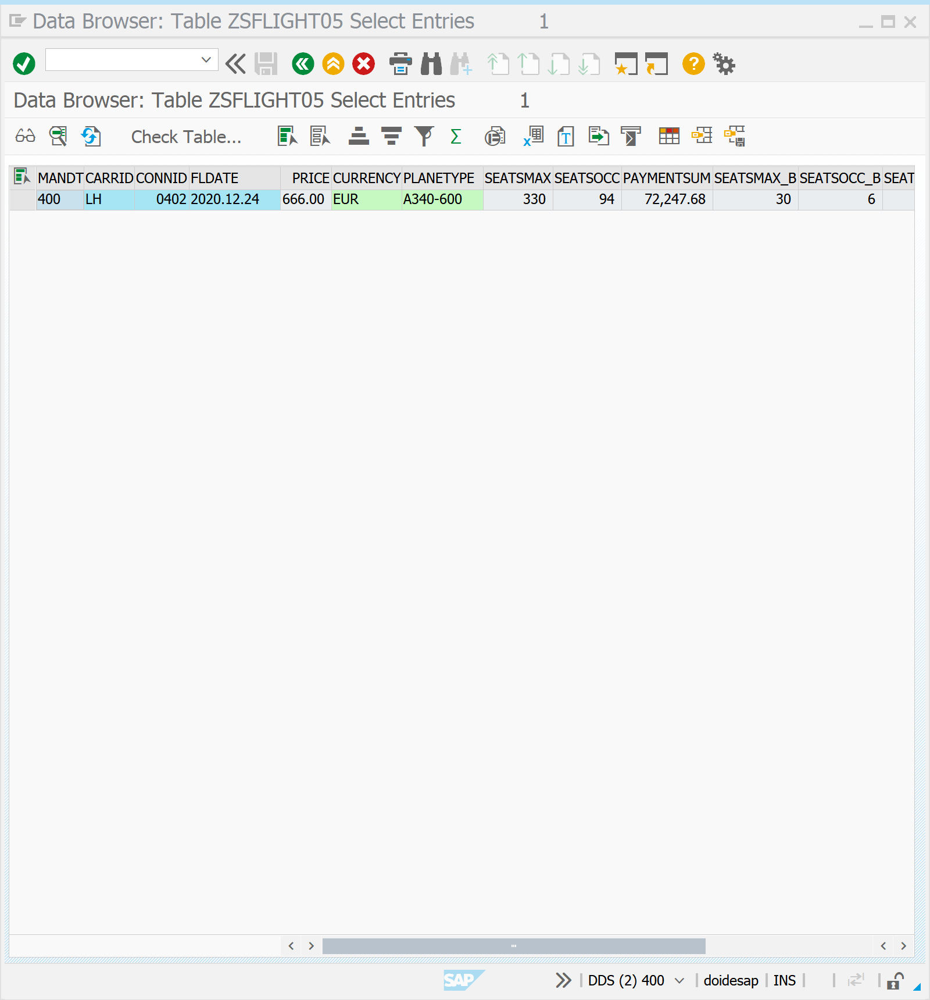 Data Browser: Table ZSFLIGHT05 Select Entries 1
Data Browser: Table ZSFLIGHT05 Select Entries 1
Check Table...
MANDT CARRID CONNID FLDATE PRICE CURRENCY PLANETYPE SEATSMAX SEATSOCC PAYMENTSUM SEATSMAX_B SEATSOCC_B SEAT
400 LH 0402 2020.12.24 666.00 EUR A340-600 330 94 72,247.68 30 6
SAP DDS (2) 400 doidesap INS